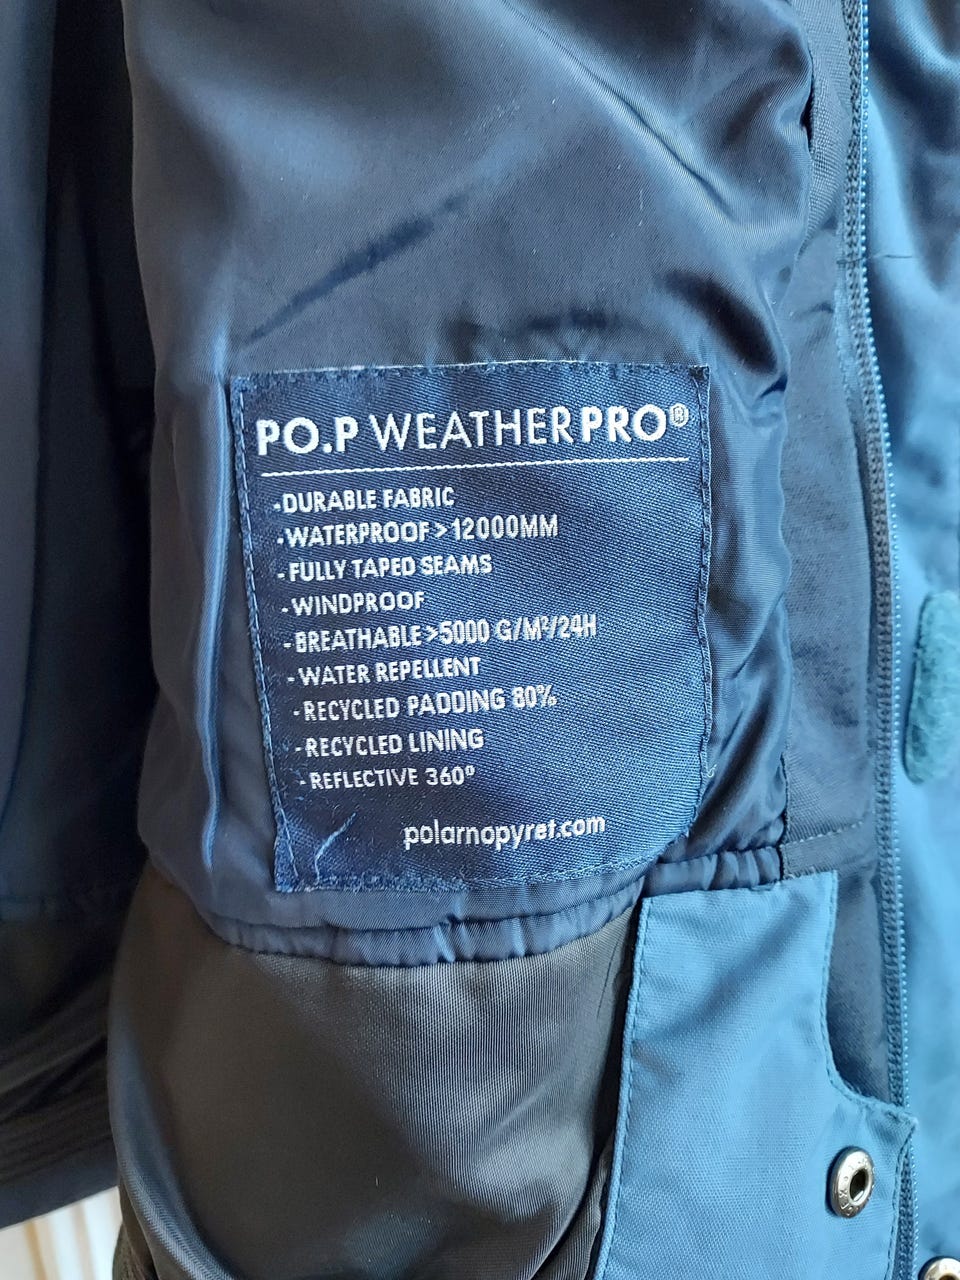 PO.P WEATHERPRO®
-DURABLE FABRIC
-WATERPROOF>12000MM
-FULLY TAPED SEAMS
-WINDPROOF
-BREATHABLE>5000 G/M²/24H
-WATER REPELLENT
-RECYCLED PADDING 80%
-RECYCLED LINING
-REFLECTIVE 360º
polarnopyret.com